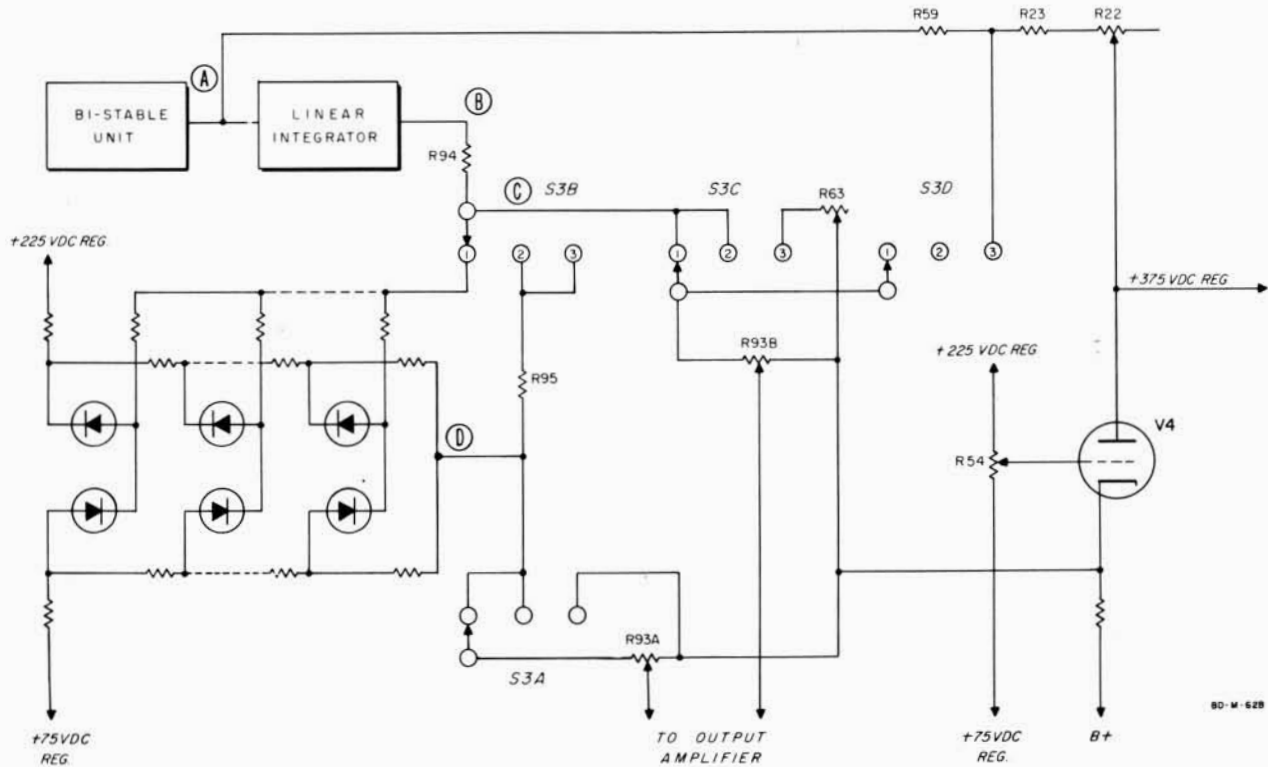 R59
R23
R22
A
BI-STABLE
UNIT
LINEAR
INTEGRATOR
B
R94
C
S3B
S3C
R63
S3D
+225 VDC REG.
1
2
3
1
2
3
1
2
3
+375 VDC REG
R93B
+225 VDC REG
R95
V4
D
R54
R93A
S3A
+75VDC
REG.
TO OUTPUT
AMPLIFIER
+75VDC
REG.
B+
BD-M-62B